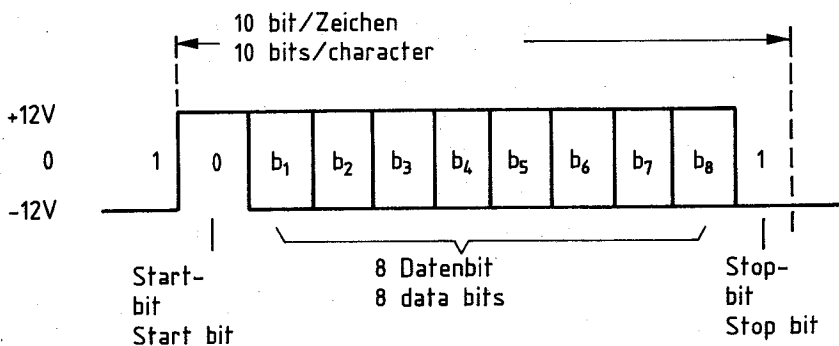 10 bit/Zeichen
10 bits/character
+12V
0 1 0 b₁ b₂ b₃ b₄ b₅ b₆ b₇ b₈ 1
-12V
Start-
bit
Start bit
8 Datenbit
8 data bits
Stop-
bit
Stop bit